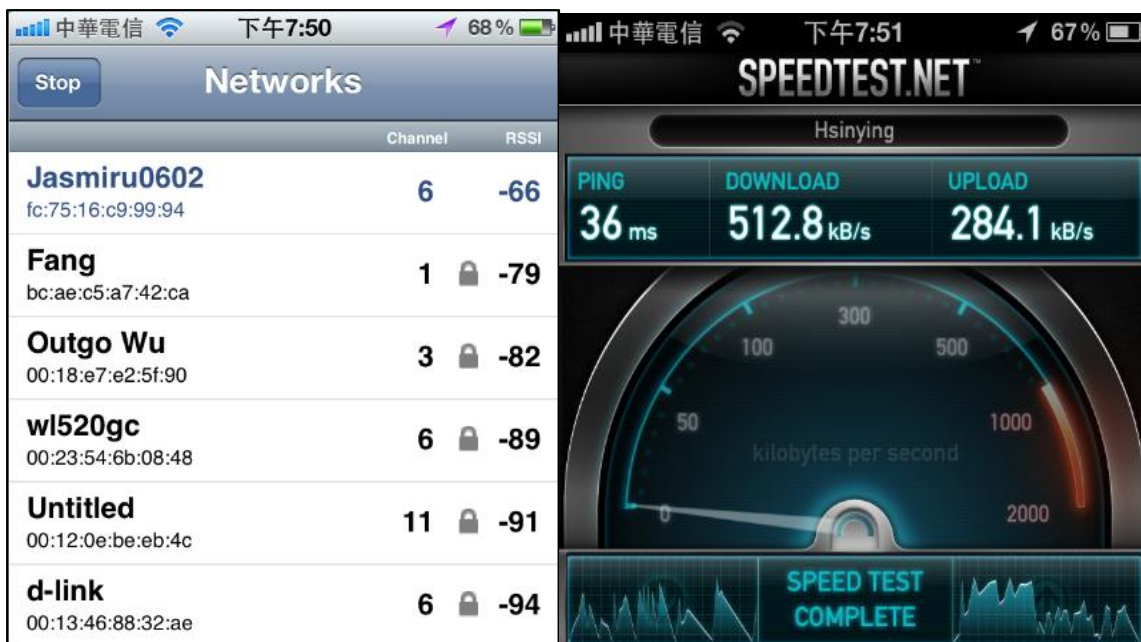 中華電信 下午7:50 68%
Stop Networks
Channel RSSI
Jasmiru0602 6 -66
fc:75:16:c9:99:94
Fang 1 -79
bc:ae:c5:a7:42:ca
Outgo Wu 3 -82
00:18:e7:e2:5f:90
wl520gc 6 -89
00:23:54:6b:08:48
Untitled 11 -91
00:12:0e:be:eb:4c
d-link 6 -94
00:13:46:88:32:ae
中華電信 下午7:51 67%
SPEEDTEST.NET™
Hsinying
PING DOWNLOAD UPLOAD
36 ms 512.8 kB/s 284.1 kB/s
300
100 500
50 1000
kilobytes per second
0 2000
SPEED TEST
COMPLETE